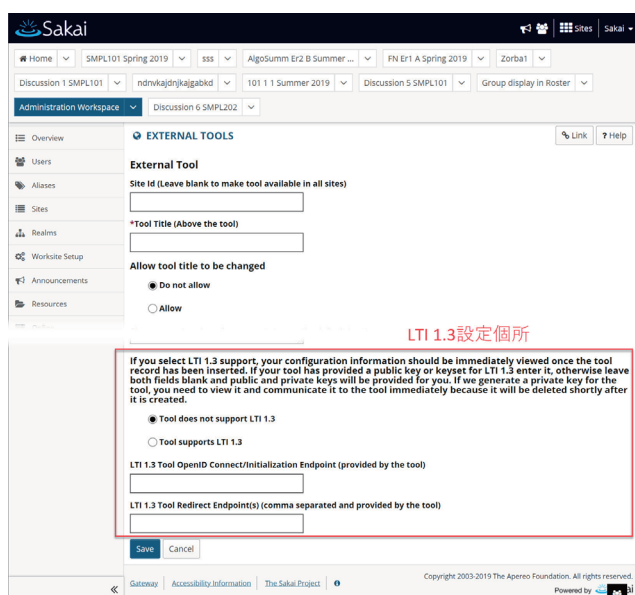 Sakai
Sites
Sakai
Home
SMPL101 Spring 2019
sss
AlgoSumm Er2 B Summer ...
FN Er1 A Spring 2019
Zorba1
Discussion 1 SMPL101
ndnvkajdnjkajgabkd
101 1 1 Summer 2019
Discussion 5 SMPL101
Group display in Roster
Administration Workspace
Discussion 6 SMPL202
Overview
Users
Aliases
Sites
Realms
Worksite Setup
Announcements
Resources
EXTERNAL TOOLS
Link
? Help
External Tool
Site Id (Leave blank to make tool available in all sites)
*Tool Title (Above the tool)
Allow tool title to be changed
Do not allow
Allow
LTI 1.3設定個所
If you select LTI 1.3 support, your configuration information should be immediately viewed once the tool
record has been inserted. If your tool has provided a public key or keyset for LTI 1.3 enter it, otherwise leave
both fields blank and public and private keys will be provided for you. If we generate a private key for the
tool, you need to view it and communicate it to the tool immediately because it will be deleted shortly after
it is created.
Tool does not support LTI 1.3
Tool supports LTI 1.3
LTI 1.3 Tool OpenID Connect/Initialization Endpoint (provided by the tool)
LTI 1.3 Tool Redirect Endpoint(s) (comma separated and provided by the tool)
Save
Cancel
Gateway
Accessibility Information
The Sakai Project
Copyright 2003-2019 The Apereo Foundation. All rights reserved.
Powered by